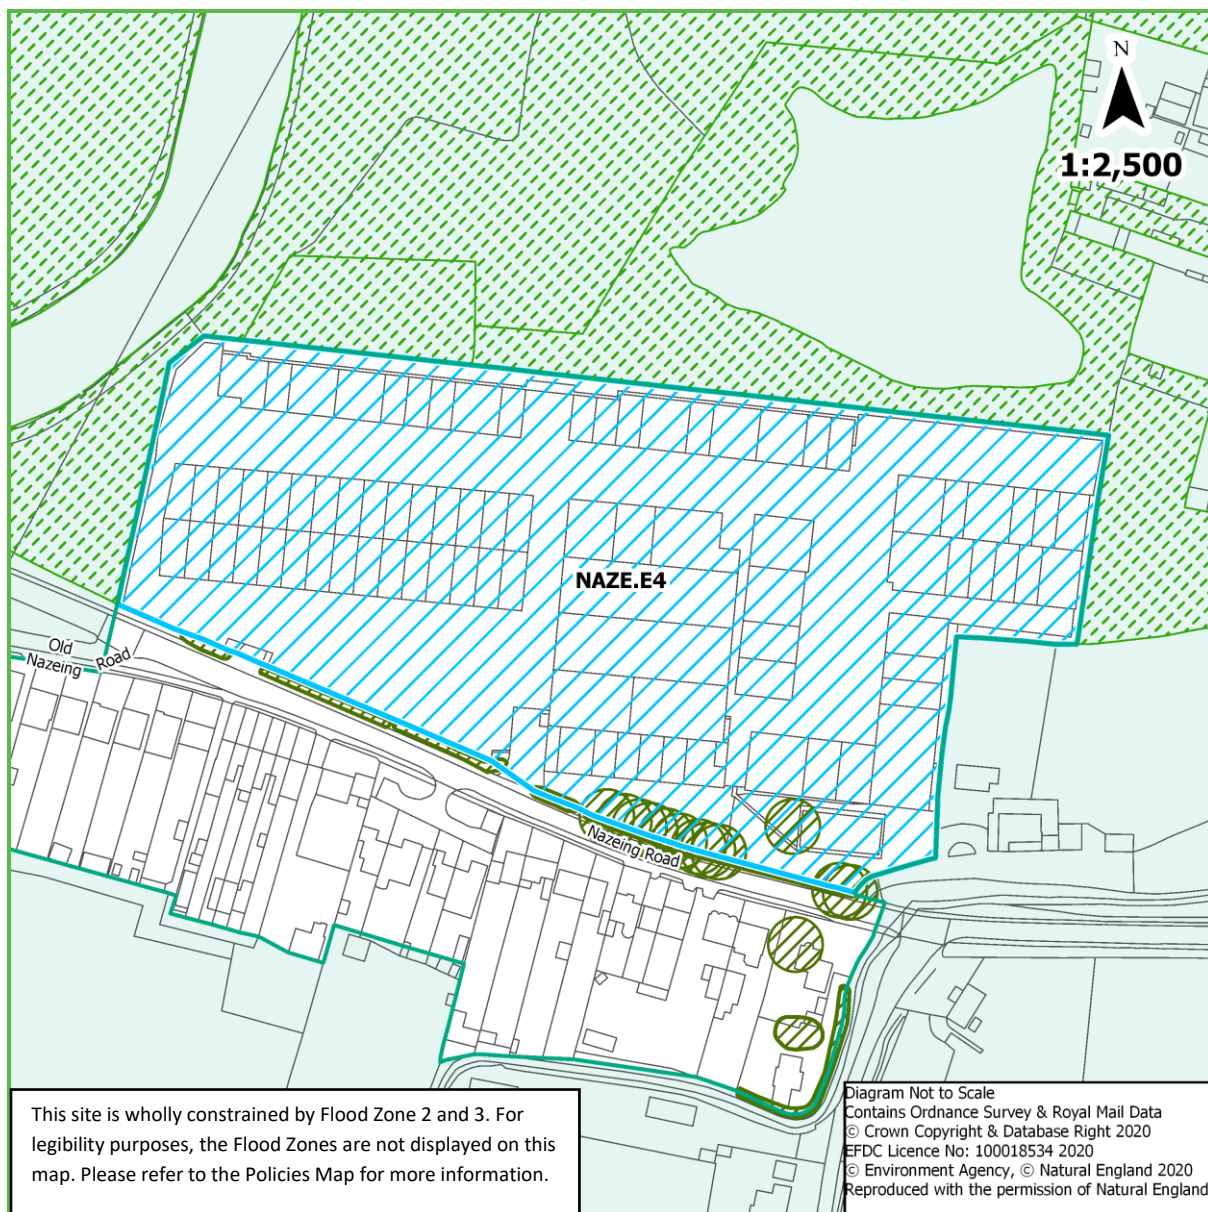 N
1:2,500
NAZE.E4
Old
Nazeing Road
Nazeing Road
This site is wholly constrained by Flood Zone 2 and 3. For
legibility purposes, the Flood Zones are not displayed on this
map. Please refer to the Policies Map for more information.
Diagram Not to Scale
Contains Ordnance Survey & Royal Mail Data
© Crown Copyright & Database Right 2020
EFDC Licence No: 100018534 2020
© Environment Agency, © Natural England 2020
Reproduced with the permission of Natural England